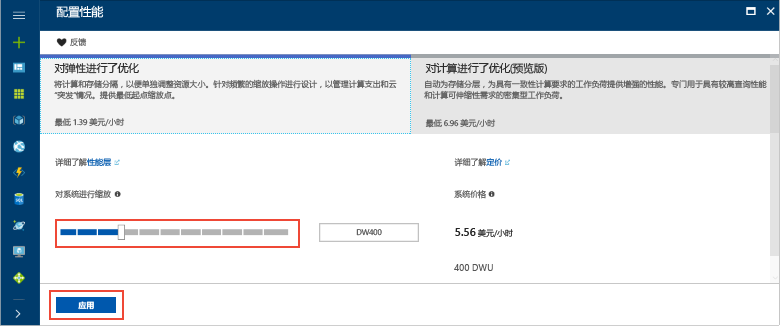 配置性能
反馈
对弹性进行了优化
将计算和存储分隔，以便单独调整资源大小。针对频繁的缩放操作进行设计，以管理计算支出和云
"突发"情况。提供最低起点缩放点。
最低 1.39 美元/小时
对计算进行了优化(预览版)
自动为存储分层，为具有一致性计算要求的工作负荷提供增强的性能。专门用于具有较高查询性能
和计算可伸缩性需求的密集型工作负荷。
最低 6.96 美元/小时
详细了解性能层
详细了解定价
对系统进行缩放
系统价格
DW400
5.56 美元/小时
400 DWU
应用